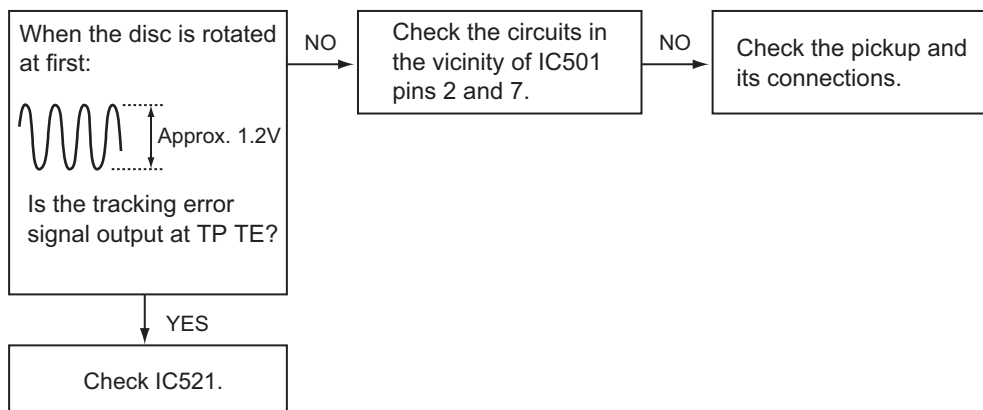 When the disc is rotated
at first:
Approx. 1.2V
Is the tracking error
signal output at TP TE?
NO
Check the circuits in
the vicinity of IC501
pins 2 and 7.
NO
Check the pickup and
its connections.
YES
Check IC521.